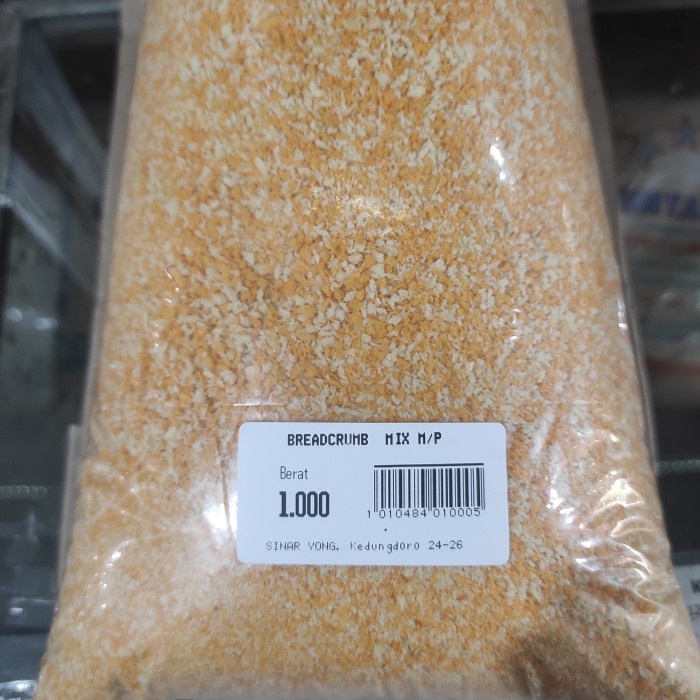 BREADCRUMB MIX M/P
Berat
1.000
1 010484 010005
SINAR YONG, Kedungdoro 24-26